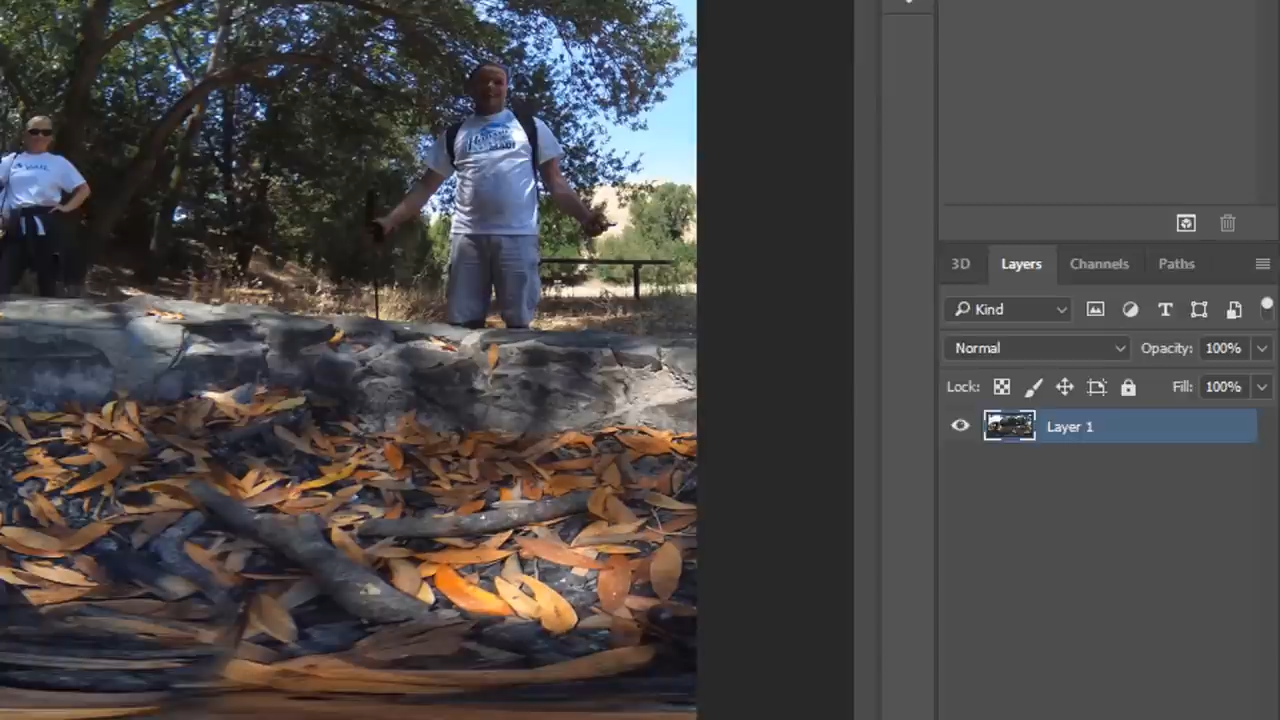 3D
Layers
Channels
Paths
Kind
Normal
Opacity: 100%
Lock:
Fill: 100%
Layer 1